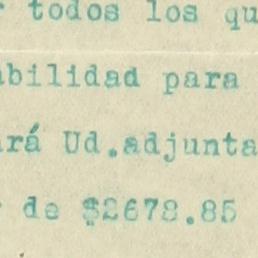 todos los qu
bilidad para
rá Ud.adjunta
de $2678.85